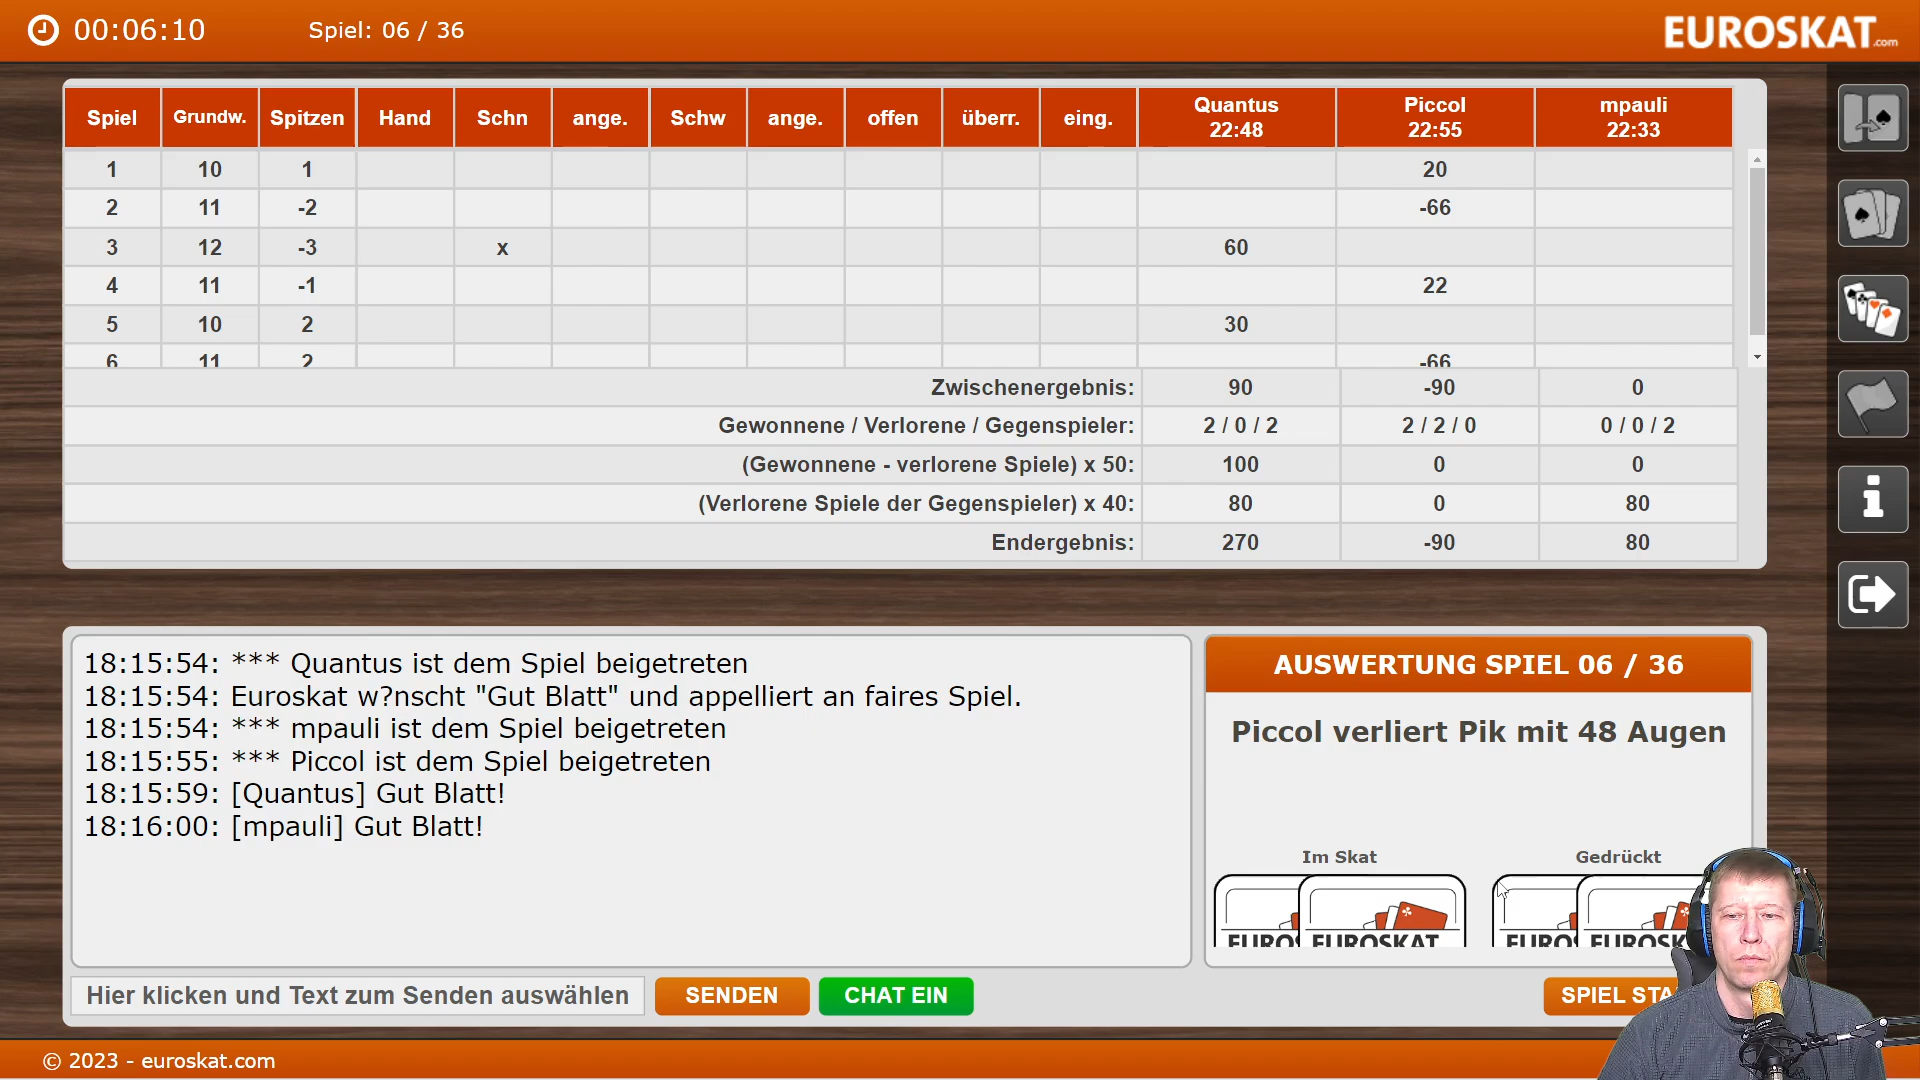 00:06:10 Spiel: 06 / 36 EUROSKAT.com
Spiel Grundw. Spitzen Hand Schn ange. Schw ange. offen überr. eing. Quantus 22:48 Piccol 22:55 mpauli 22:33
1 10 1 20
2 11 -2 -66
3 12 -3 x 60
4 11 -1 22
5 10 2 30
6 11 2 -66
Zwischenergebnis: 90 -90 0
Gewonnene / Verlorene / Gegenspieler: 2 / 0 / 2 2 / 2 / 0 0 / 0 / 2
(Gewonnene - verlorene Spiele) x 50: 100 0 0
(Verlorene Spiele der Gegenspieler) x 40: 80 0 80
Endergebnis: 270 -90 80
18:15:54: *** Quantus ist dem Spiel beigetreten
18:15:54: Euroskat w?nscht "Gut Blatt" und appelliert an faires Spiel.
18:15:54: *** mpauli ist dem Spiel beigetreten
18:15:55: *** Piccol ist dem Spiel beigetreten
18:15:59: [Quantus] Gut Blatt!
18:16:00: [mpauli] Gut Blatt!
AUSWERTUNG SPIEL 06 / 36
Piccol verliert Pik mit 48 Augen
Im Skat Gedrückt
EUROSKAT
Hier klicken und Text zum Senden auswählen SENDEN CHAT EIN SPIEL
© 2023 - euroskat.com